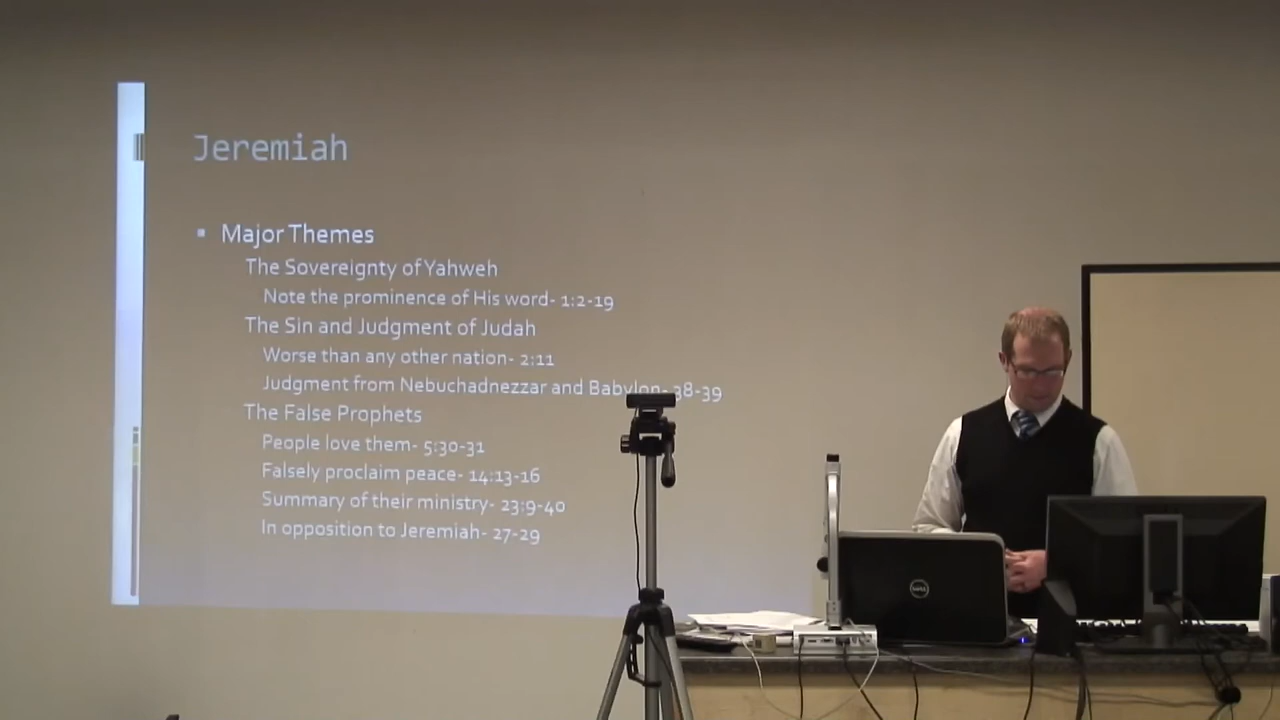 Jeremiah
▪ Major Themes
The Sovereignty of Yahweh
Note the prominence of His word- 1:2-19
The Sin and Judgment of Judah
Worse than any other nation- 2:11
Judgment from Nebuchadnezzar and Babylon- 38-39
The False Prophets
People love them- 5:30-31
Falsely proclaim peace- 14:13-16
Summary of their ministry- 23:9-40
In opposition to Jeremiah- 27-29
DELL